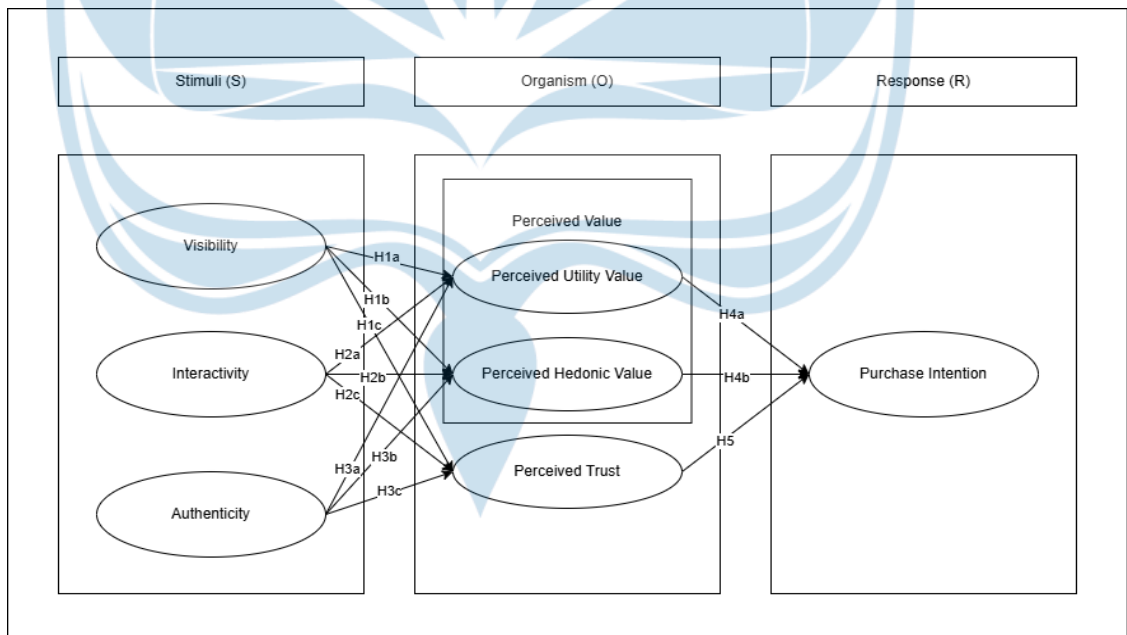 Stimuli (S)
Organism (O)
Response (R)
Visibility
Interactivity
Authenticity
H1a
H1b
H1c
H2a
H2b
H2c
H3a
H3b
H3c
Perceived Value
Perceived Utility Value
Perceived Hedonic Value
Perceived Trust
H4a
H4b
H5
Purchase Intention